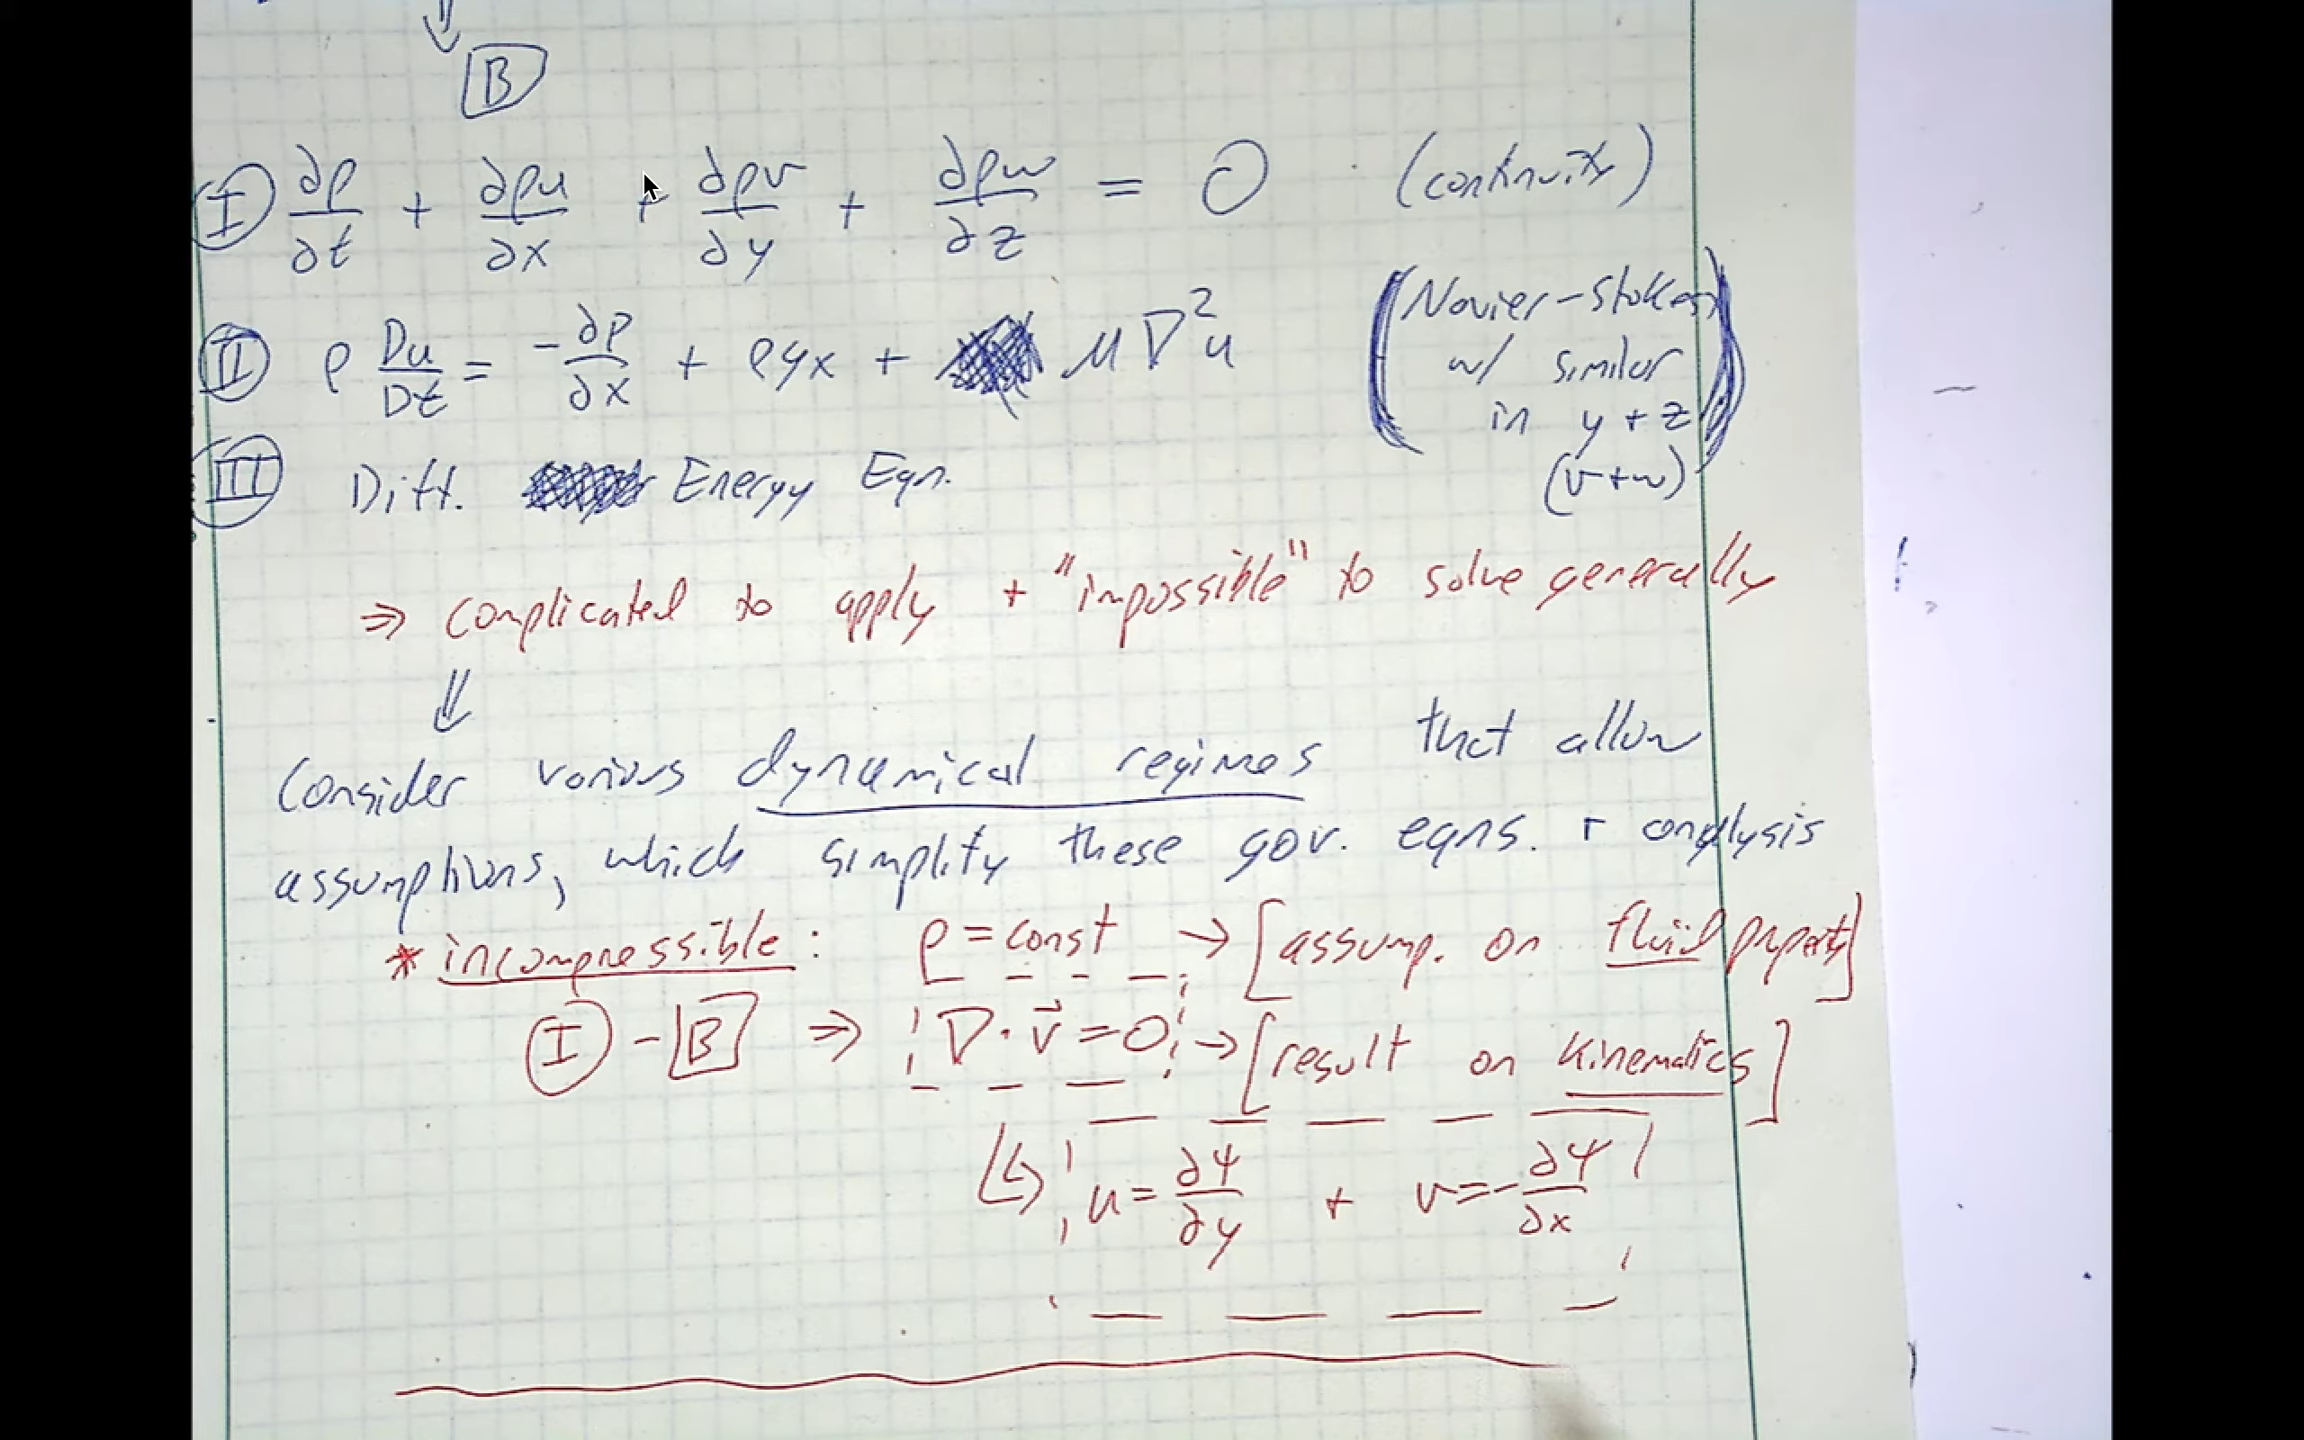 B
I ∂ρ/∂t + ∂ρu/∂x + ∂ρv/∂y + ∂ρw/∂z = 0 (continuity)
II ρ Du/Dt = -∂P/∂x + ρgx + μ∇²u (Navier-Stokes
w/ similar
in y + z
(v+w))
III Diff. Energy Eqn.
⇒ complicated to apply + "impossible" to solve generally
⇓
Consider various dynamical regimes that allow
assumptions, which simplify these gov. eqns. + analysis
* incompressible: ρ = const → [assump. on fluid property]
I - B ⇒ ∇·v⃗ = 0 → [result on kinematics]
↳ u = ∂Ψ/∂y + v = -∂Ψ/∂x